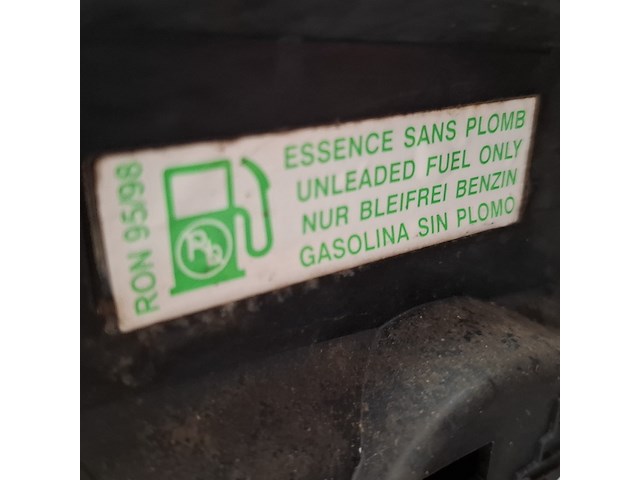 RON 95/98
ESSENCE SANS PLOMB
UNLEADED FUEL ONLY
NUR BLEIFREI BENZIN
GASOLINA SIN PLOMO